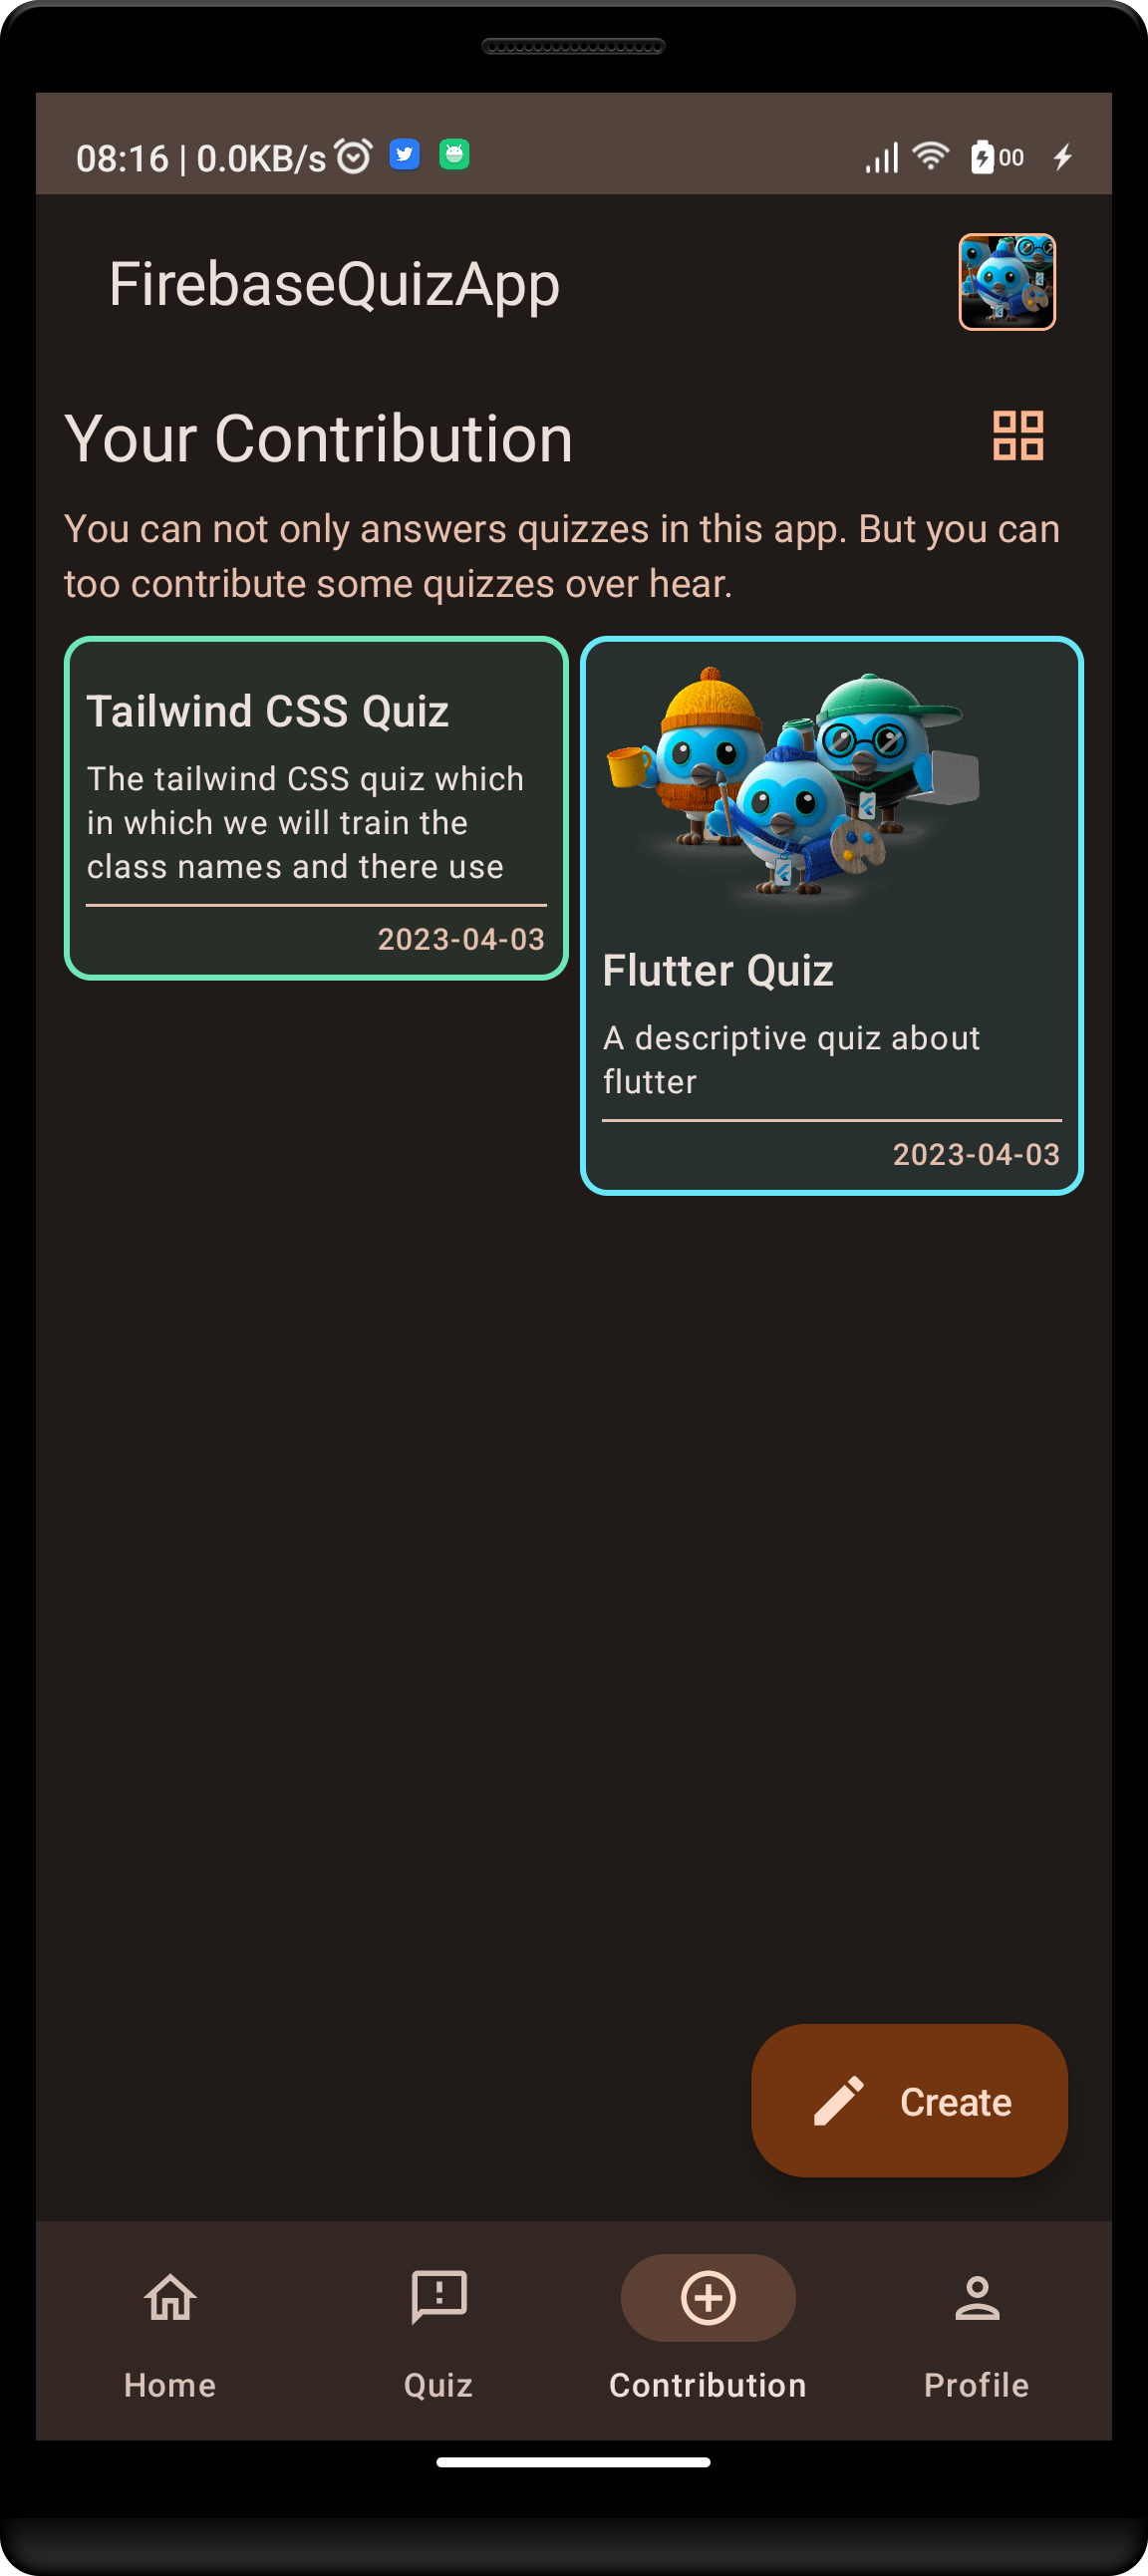 08:16 | 0.0KB/s 00
FirebaseQuizApp
Your Contribution
You can not only answers quizzes in this app. But you can
too contribute some quizzes over hear.
Tailwind CSS Quiz
The tailwind CSS quiz which
in which we will train the
class names and there use
2023-04-03
Flutter Quiz
A descriptive quiz about
flutter
2023-04-03
Create
Home Quiz Contribution Profile